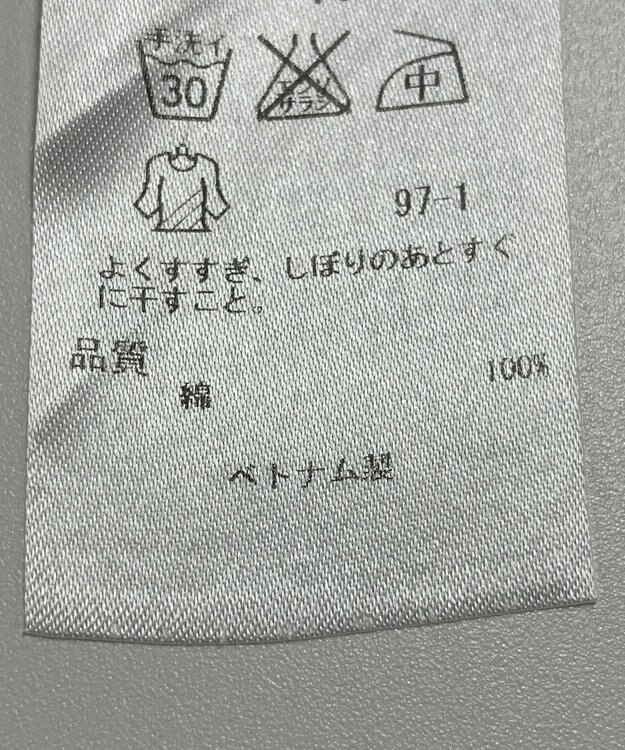 手洗イ
30
エンソ
サラシ
中
97-1
よくすすぎ、しぼりのあとすぐ
に干すこと。
品質
綿 100%
ベトナム製